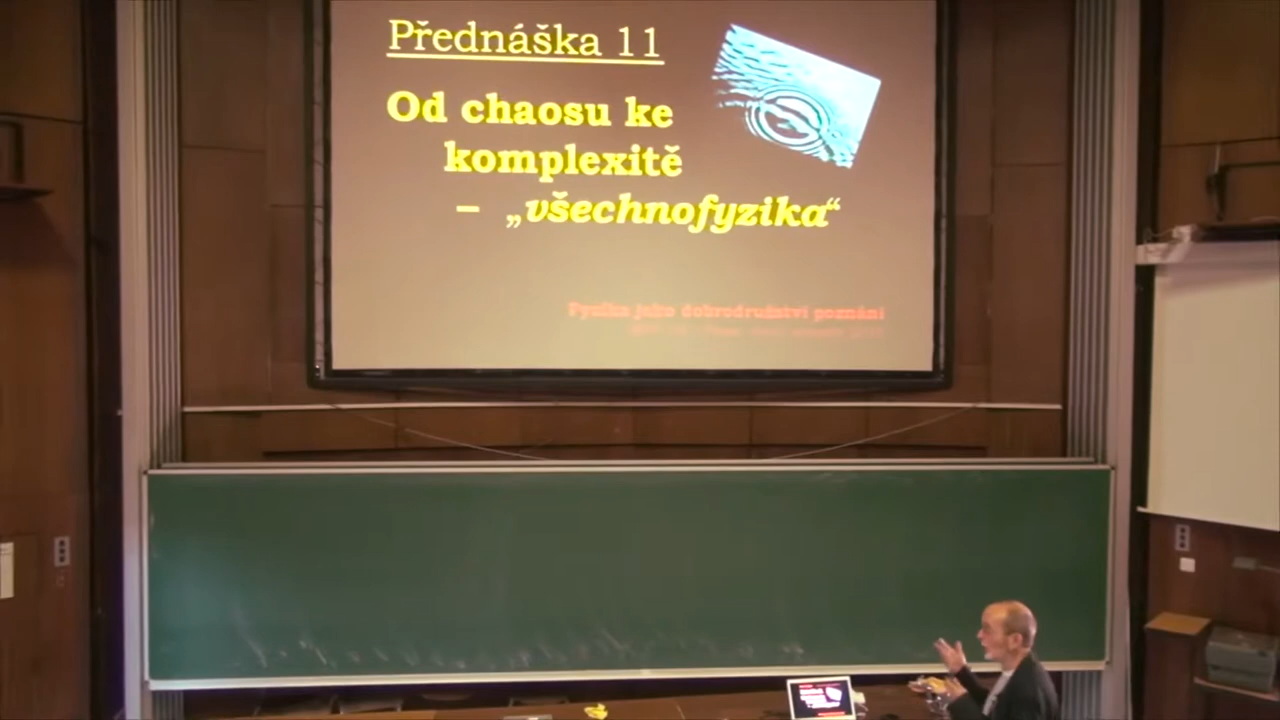 Přednáška 11
Od chaosu ke
komplexitě
– „všechnofyzika“
Fyzika jako dobrodružství poznání